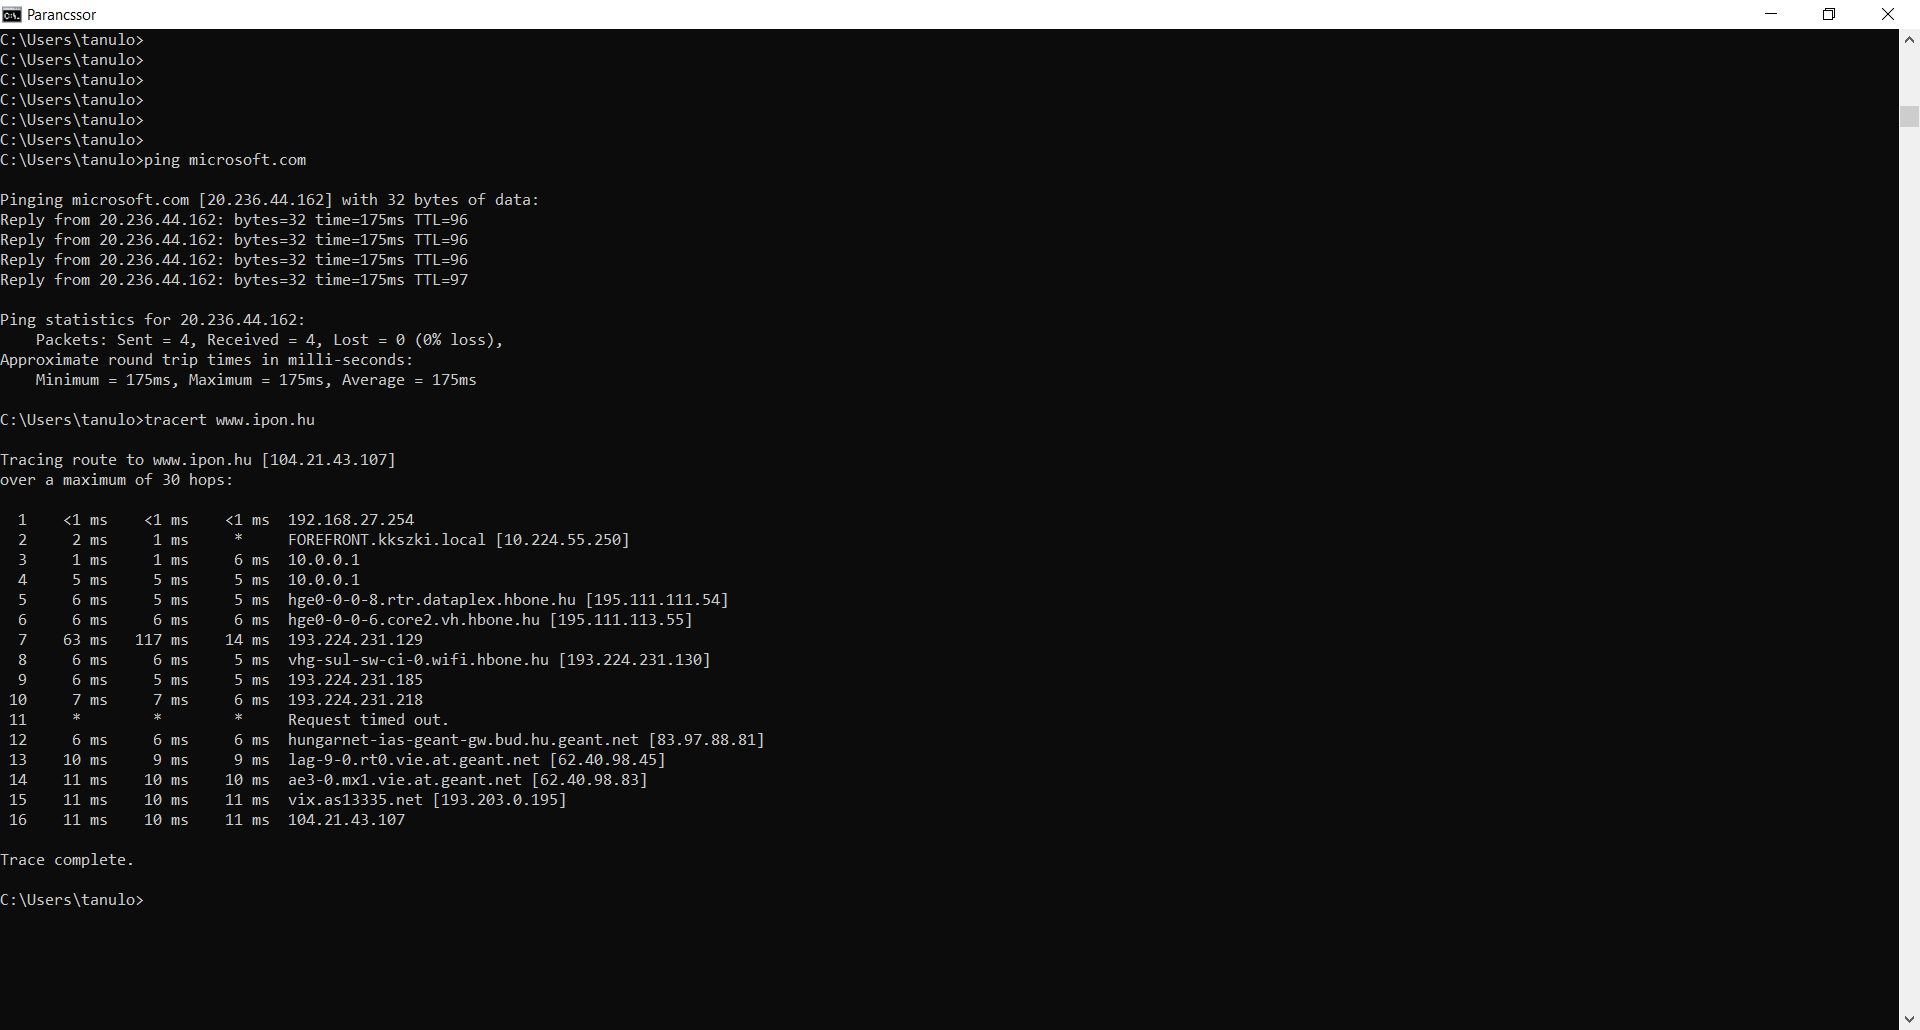 Parancssor
C:\Users\tanulo>
C:\Users\tanulo>
C:\Users\tanulo>
C:\Users\tanulo>
C:\Users\tanulo>
C:\Users\tanulo>
C:\Users\tanulo>ping microsoft.com
Pinging microsoft.com [20.236.44.162] with 32 bytes of data:
Reply from 20.236.44.162: bytes=32 time=175ms TTL=96
Reply from 20.236.44.162: bytes=32 time=175ms TTL=96
Reply from 20.236.44.162: bytes=32 time=175ms TTL=96
Reply from 20.236.44.162: bytes=32 time=175ms TTL=97
Ping statistics for 20.236.44.162:
    Packets: Sent = 4, Received = 4, Lost = 0 (0% loss),
Approximate round trip times in milli-seconds:
    Minimum = 175ms, Maximum = 175ms, Average = 175ms
C:\Users\tanulo>tracert www.ipon.hu
Tracing route to www.ipon.hu [104.21.43.107]
over a maximum of 30 hops:
  1    <1 ms    <1 ms    <1 ms  192.168.27.254
  2     2 ms     1 ms     *     FOREFRONT.kkszki.local [10.224.55.250]
  3     1 ms     1 ms     6 ms  10.0.0.1
  4     5 ms     5 ms     5 ms  10.0.0.1
  5     6 ms     5 ms     5 ms  hge0-0-0-8.rtr.dataplex.hbone.hu [195.111.111.54]
  6     6 ms     6 ms     6 ms  hge0-0-0-6.core2.vh.hbone.hu [195.111.113.55]
  7    63 ms   117 ms    14 ms  193.224.231.129
  8     6 ms     6 ms     5 ms  vhg-sul-sw-ci-0.wifi.hbone.hu [193.224.231.130]
  9     6 ms     5 ms     5 ms  193.224.231.185
 10     7 ms     7 ms     6 ms  193.224.231.218
 11     *        *        *     Request timed out.
 12     6 ms     6 ms     6 ms  hungarnet-ias-geant-gw.bud.hu.geant.net [83.97.88.81]
 13    10 ms     9 ms     9 ms  lag-9-0.rt0.vie.at.geant.net [62.40.98.45]
 14    11 ms    10 ms    10 ms  ae3-0.mx1.vie.at.geant.net [62.40.98.83]
 15    11 ms    10 ms    11 ms  vix.as13335.net [193.203.0.195]
 16    11 ms    10 ms    11 ms  104.21.43.107
Trace complete.
C:\Users\tanulo>